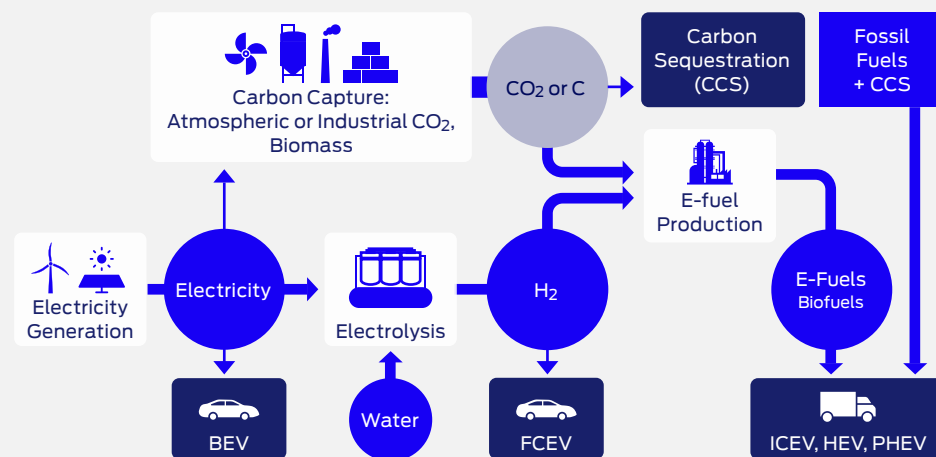 Carbon Capture:
Atmospheric or Industrial CO₂,
Biomass
CO₂ or C
Carbon
Sequestration
(CCS)
Fossil
Fuels
+ CCS
E-fuel
Production
Electricity
Generation
Electricity
Electrolysis
H₂
E-Fuels
Biofuels
BEV
Water
FCEV
ICEV, HEV, PHEV